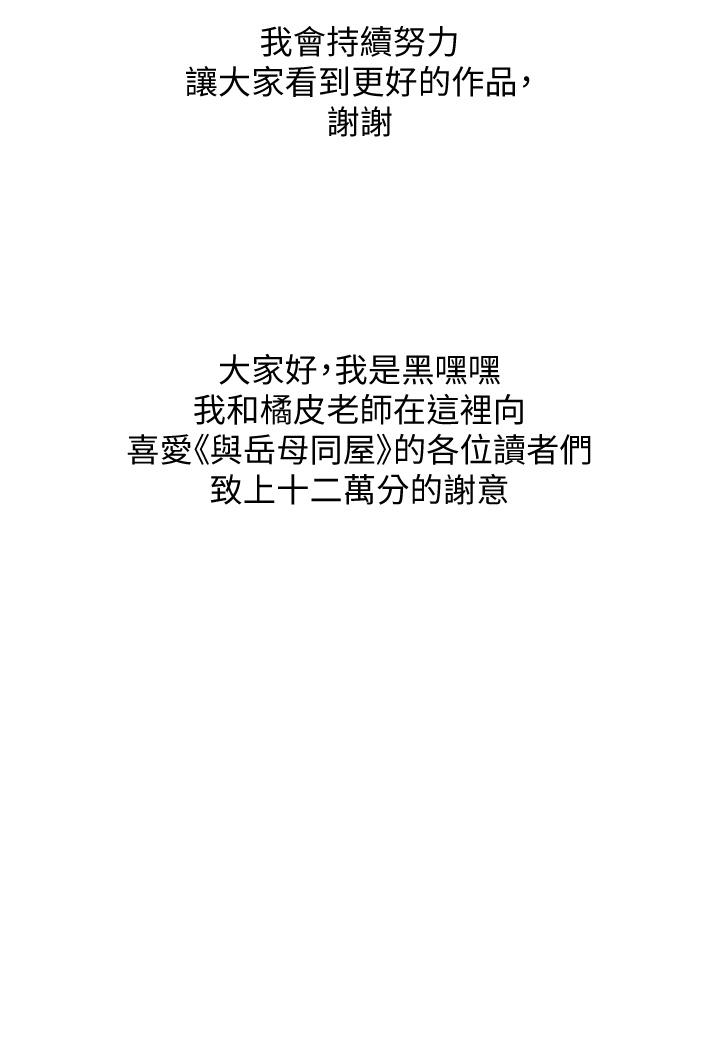 我會持續努力
讓大家看到更好的作品，
謝謝
大家好，我是黑嘿嘿
我和橘皮老師在這裡向
喜愛《與岳母同屋》的各位讀者們
致上十二萬分的謝意